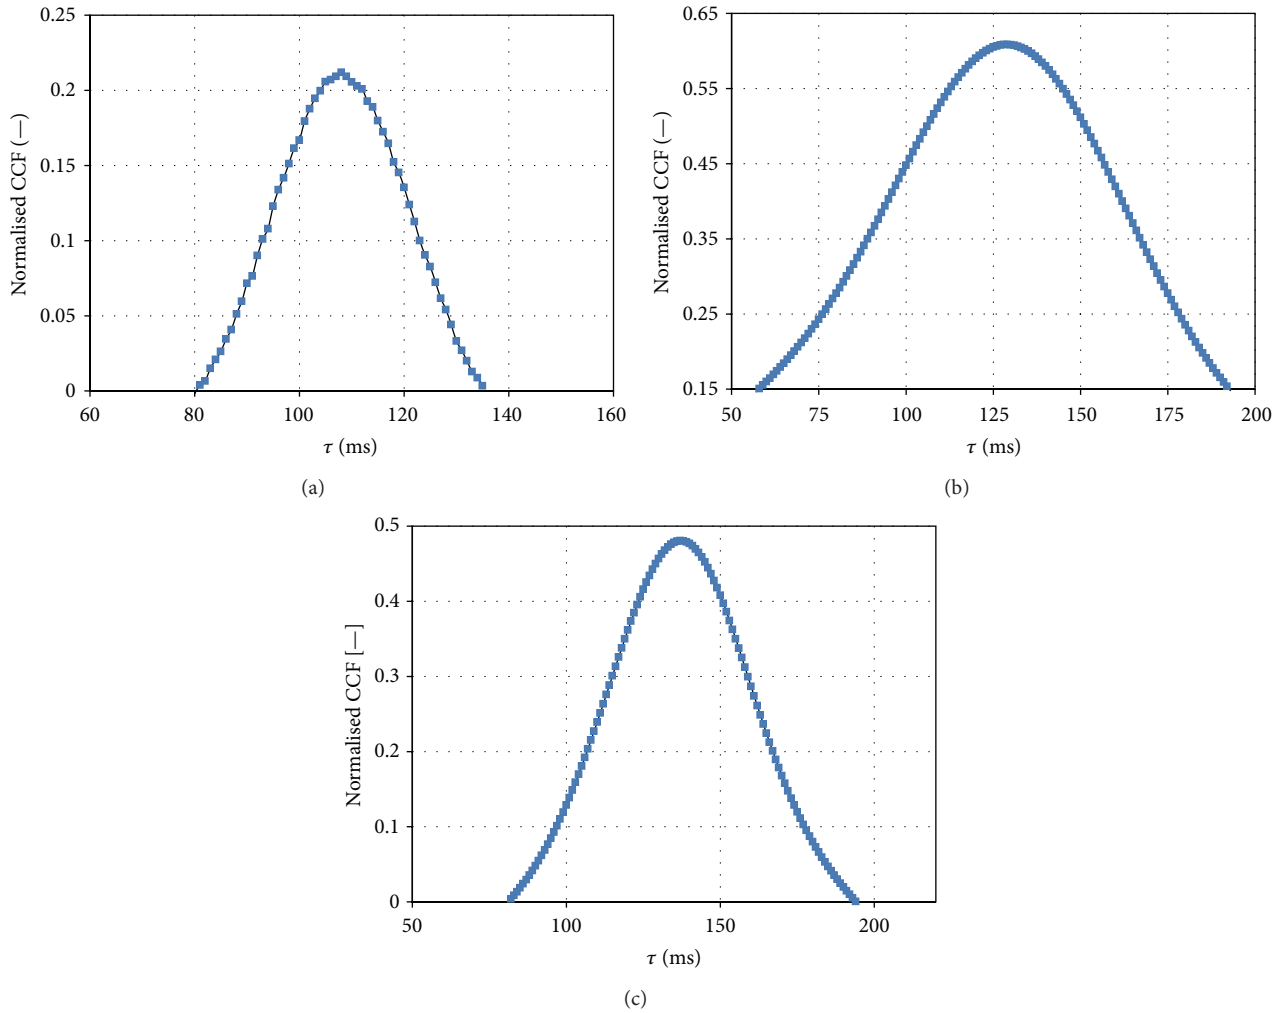 0.25
0.2
0.15
0.1
0.05
0
Normalised CCF (—)
60 80 100 120 140 160
τ (ms)
(a)
0.65
0.55
0.45
0.35
0.25
0.15
Normalised CCF (—)
50 75 100 125 150 175 200
τ (ms)
(b)
0.5
0.4
0.3
0.2
0.1
0
Normalised CCF [—]
50 100 150 200
τ (ms)
(c)